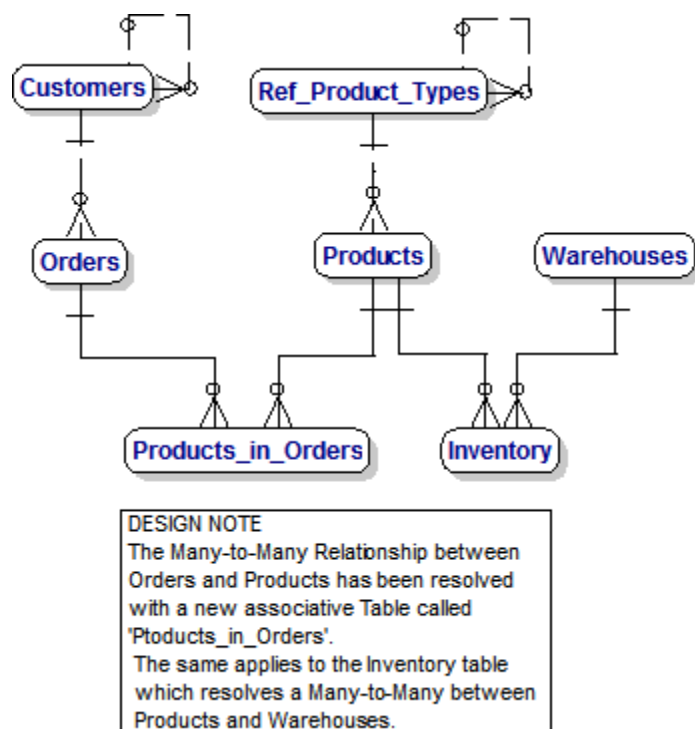 Customers
Ref_Product_Types
Orders
Products
Warehouses
Products_in_Orders
Inventory
DESIGN NOTE
The Many-to-Many Relationship between
Orders and Products has been resolved
with a new associative Table called
'Ptoducts_in_Orders'.
The same applies to the Inventory table
which resolves a Many-to-Many between
Products and Warehouses.